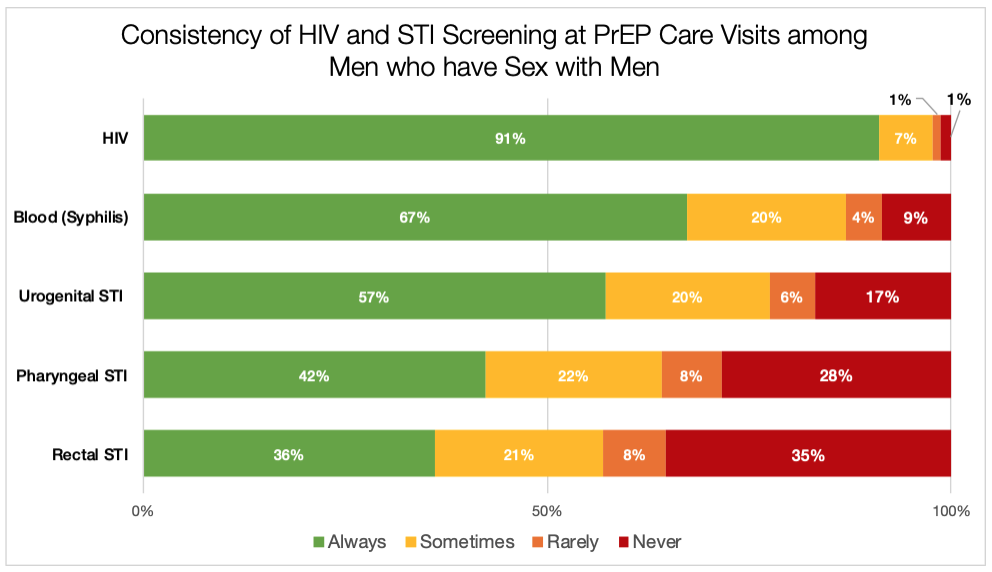 Consistency of HIV and STI Screening at PrEP Care Visits among
Men who have Sex with Men
1% 1%
HIV 91% 7%
Blood (Syphilis) 67% 20% 4% 9%
Urogenital STI 57% 20% 6% 17%
Pharyngeal STI 42% 22% 8% 28%
Rectal STI 36% 21% 8% 35%
0% 50% 100%
Always Sometimes Rarely Never